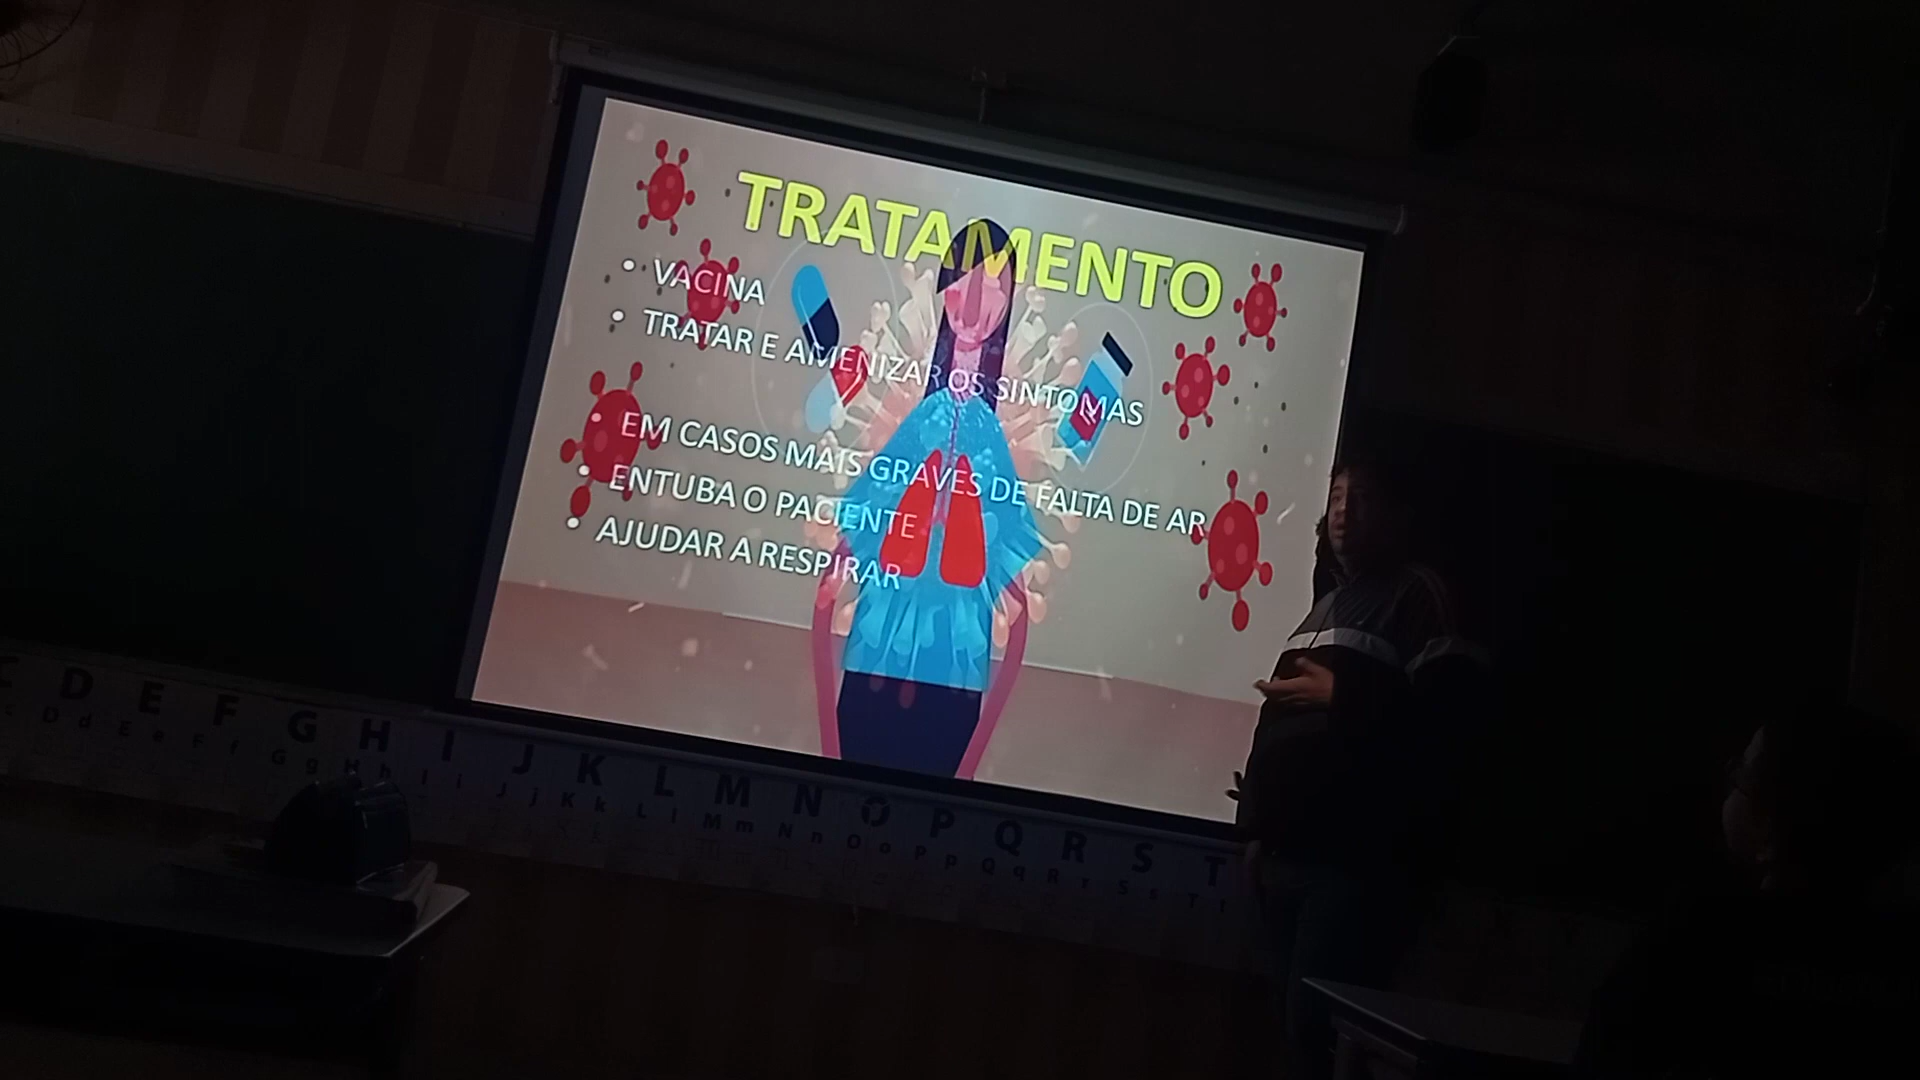 TRATAMENTO
• VACINA
• TRATAR E AMENIZAR OS SINTOMAS
• EM CASOS MAIS GRAVES DE FALTA DE AR
• ENTUBA O PACIENTE
• AJUDAR A RESPIRAR
C D E F G H I J K L M N O P Q R S T
c D d E e F f G g H h I i J j K k L l M m N n O o P p Q q R r S s T t